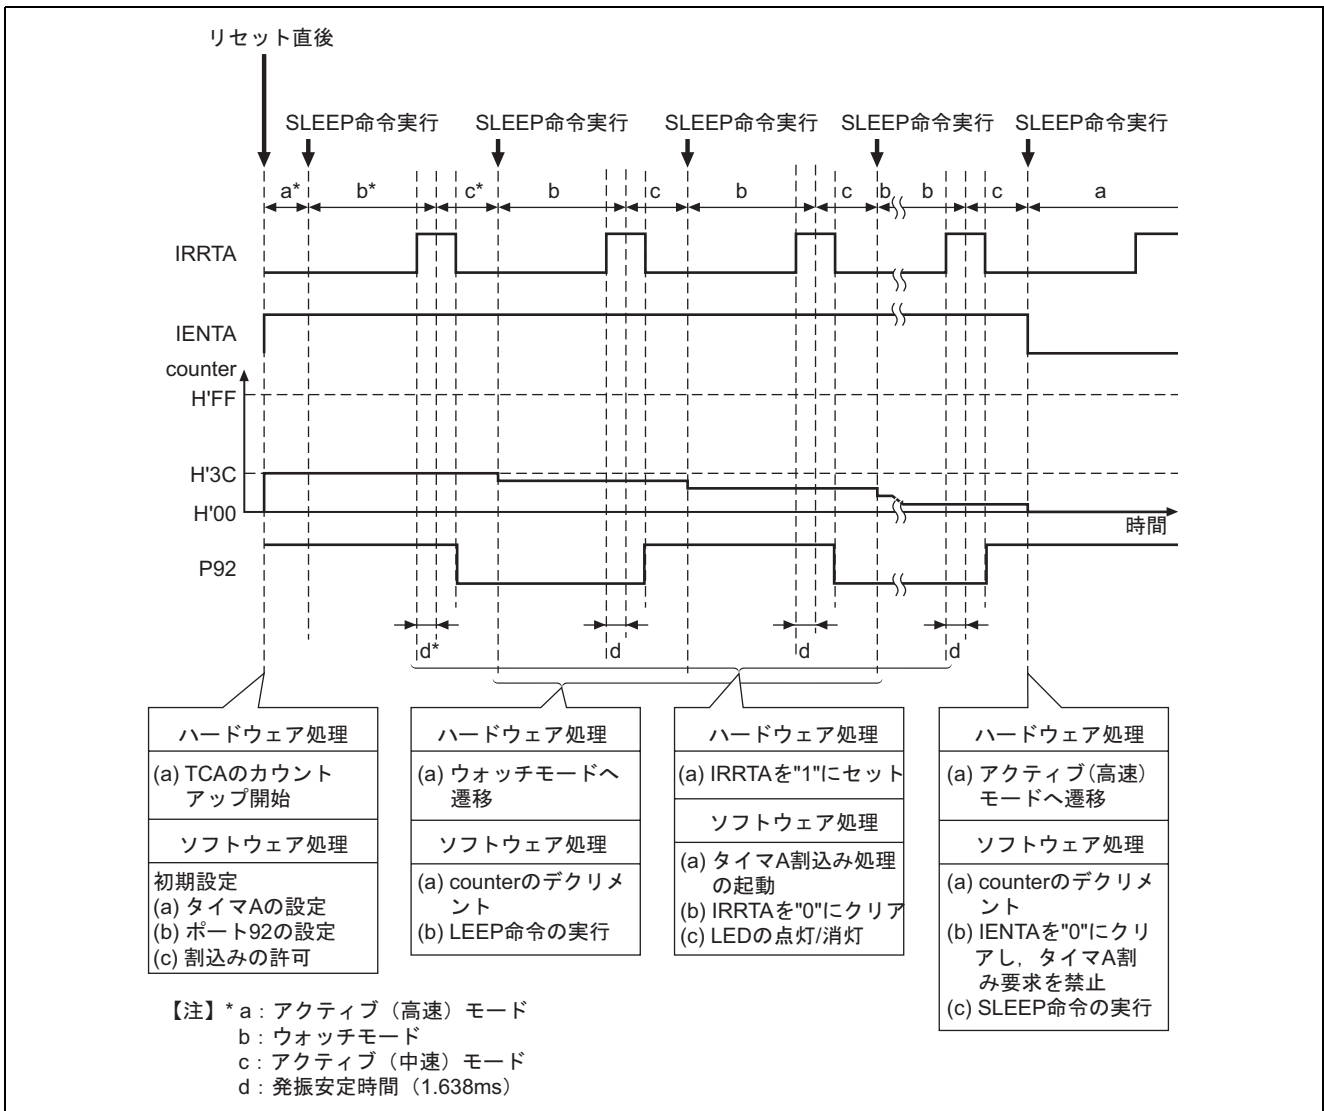 リセット直後
SLEEP命令実行 SLEEP命令実行 SLEEP命令実行 SLEEP命令実行 SLEEP命令実行
a* b* c* b c b c b b c a
IRRTA
IENTA
counter
H'FF
H'3C
H'00
時間
P92
d* d d d
ハードウェア処理
(a) TCAのカウント
アップ開始
ソフトウェア処理
初期設定
(a) タイマAの設定
(b) ポート92の設定
(c) 割込みの許可
ハードウェア処理
(a) ウォッチモードへ
遷移
ソフトウェア処理
(a) counterのデクリメ
ント
(b) LEEP命令の実行
ハードウェア処理
(a) IRRTAを"1"にセット
ソフトウェア処理
(a) タイマA割込み処理
の起動
(b) IRRTAを"0"にクリア
(c) LEDの点灯/消灯
ハードウェア処理
(a) アクティブ(高速)
モードへ遷移
ソフトウェア処理
(a) counterのデクリメ
ント
(b) IENTAを"0"にクリ
アし，タイマA割
み要求を禁止
(c) SLEEP命令の実行
【注】* a：アクティブ（高速）モード
b：ウォッチモード
c：アクティブ（中速）モード
d：発振安定時間（1.638ms）